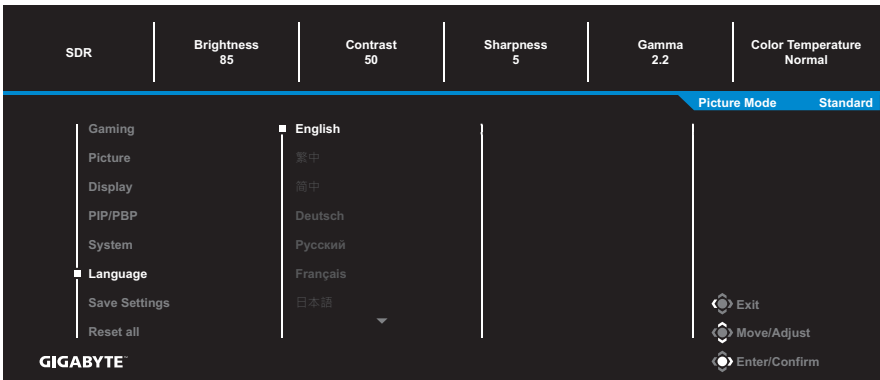 SDR
Brightness
85
Contrast
50
Sharpness
5
Gamma
2.2
Color Temperature
Normal
Picture Mode Standard
Gaming
Picture
Display
PIP/PBP
System
Language
Save Settings
Reset all
English
繁中
简中
Deutsch
Русский
Français
日本語
Exit
Move/Adjust
Enter/Confirm
GIGABYTE™